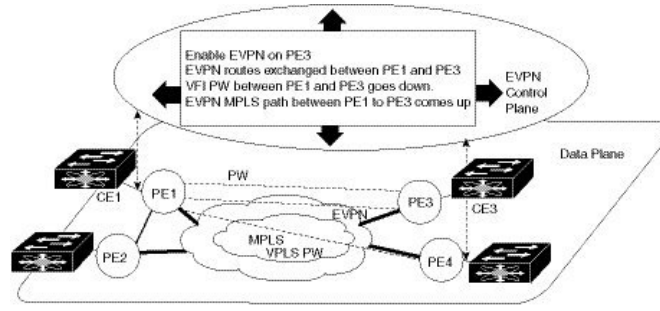 Enable EVPN on PE3
EVPN routes exchanged between PE1 and PE3
VFI PW between PE1 and PE3 goes down.
EVPN MPLS path between PE1 to PE3 comes up
EVPN
Control
Plane
Data Plane
PW
CE1
PE1
PE3
CE3
EVPN
MPLS
VPLS PW
PE2
PE4